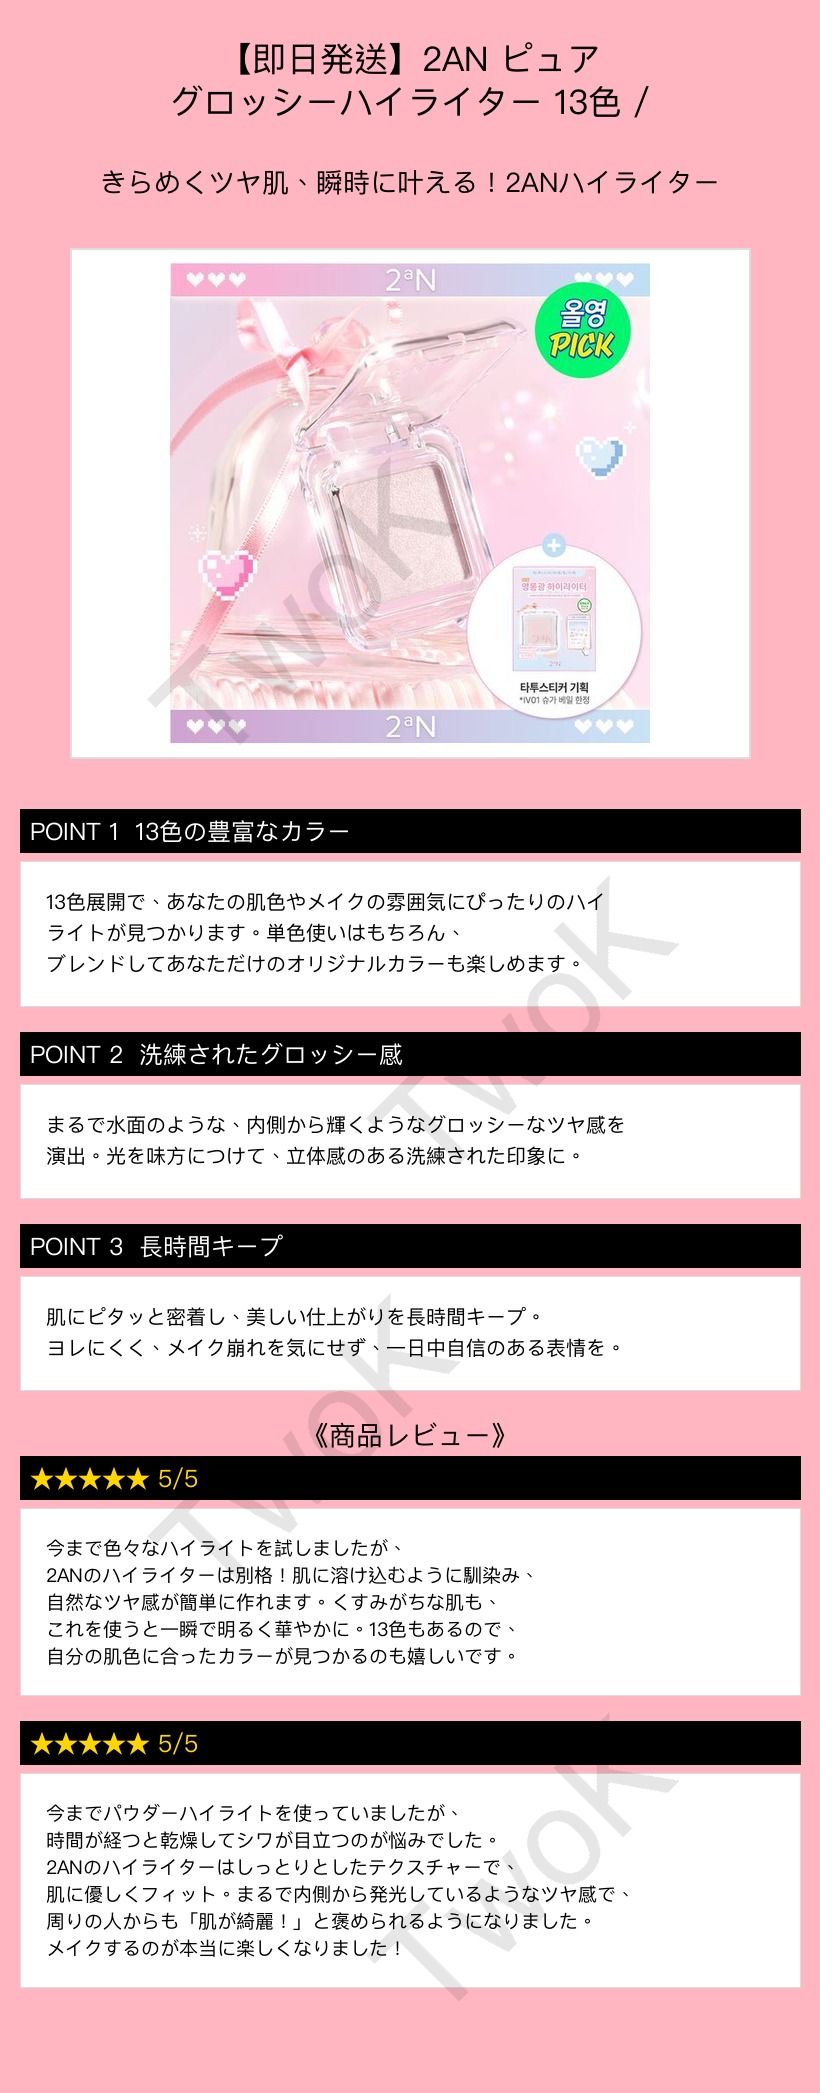 【即日発送】2AN ピュア
グロッシーハイライター 13色 /
きらめくツヤ肌、瞬時に叶える！2ANハイライター
2aN
올영
PICK
영롱광 하이라이터
2aN
타투스티커 기획
*IV01 슈가 베일 한정
2aN
POINT 1 13色の豊富なカラー
13色展開で、あなたの肌色やメイクの雰囲気にぴったりのハイ
ライトが見つかります。単色使いはもちろん、
ブレンドしてあなただけのオリジナルカラーも楽しめます。
POINT 2 洗練されたグロッシー感
まるで水面のような、内側から輝くようなグロッシーなツヤ感を
演出。光を味方につけて、立体感のある洗練された印象に。
POINT 3 長時間キープ
肌にピタッと密着し、美しい仕上がりを長時間キープ。
ヨレにくく、メイク崩れを気にせず、一日中自信のある表情を。
《商品レビュー》
★★★★★ 5/5
今まで色々なハイライトを試しましたが、
2ANのハイライターは別格！肌に溶け込むように馴染み、
自然なツヤ感が簡単に作れます。くすみがちな肌も、
これを使うと一瞬で明るく華やかに。13色もあるので、
自分の肌色に合ったカラーが見つかるのも嬉しいです。
★★★★★ 5/5
今までパウダーハイライトを使っていましたが、
時間が経つと乾燥してシワが目立つのが悩みでした。
2ANのハイライターはしっとりとしたテクスチャーで、
肌に優しくフィット。まるで内側から発光しているようなツヤ感で、
周りの人からも「肌が綺麗！」と褒められるようになりました。
メイクするのが本当に楽しくなりました！
TwoK
TwoK
TwoK
TwoK